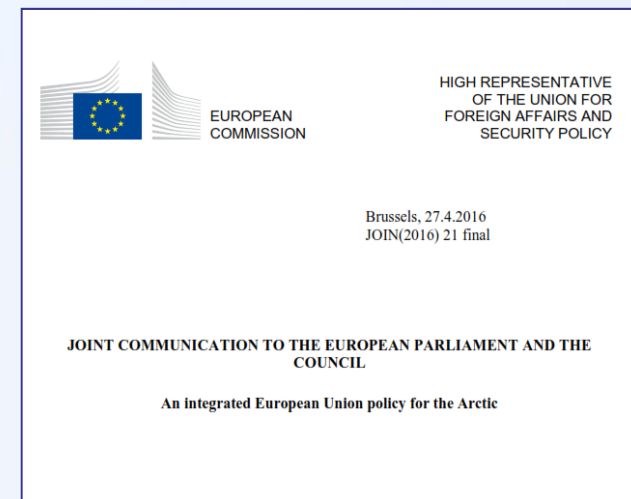 EUROPEAN
COMMISSION
HIGH REPRESENTATIVE
OF THE UNION FOR
FOREIGN AFFAIRS AND
SECURITY POLICY
Brussels, 27.4.2016
JOIN(2016) 21 final
JOINT COMMUNICATION TO THE EUROPEAN PARLIAMENT AND THE
COUNCIL
An integrated European Union policy for the Arctic